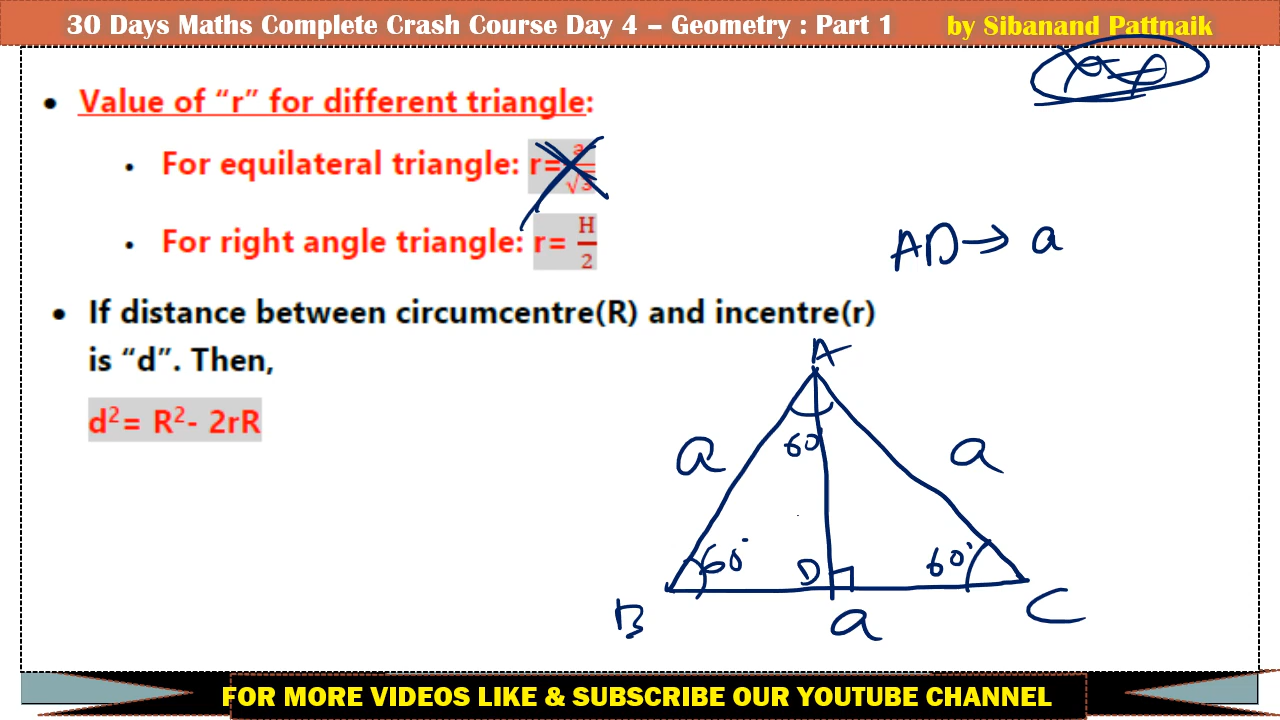 30 Days Maths Complete Crash Course Day 4 – Geometry : Part 1 by Sibanand Pattnaik
• Value of “r” for different triangle:
• For equilateral triangle: r= a/√3
• For right angle triangle: r= H/2
AD → a
• If distance between circumcentre(R) and incentre(r)
is “d”. Then,
d²= R²- 2rR
A
60
a
a
60°
D
60°
B
a
C
FOR MORE VIDEOS LIKE & SUBSCRIBE OUR YOUTUBE CHANNEL